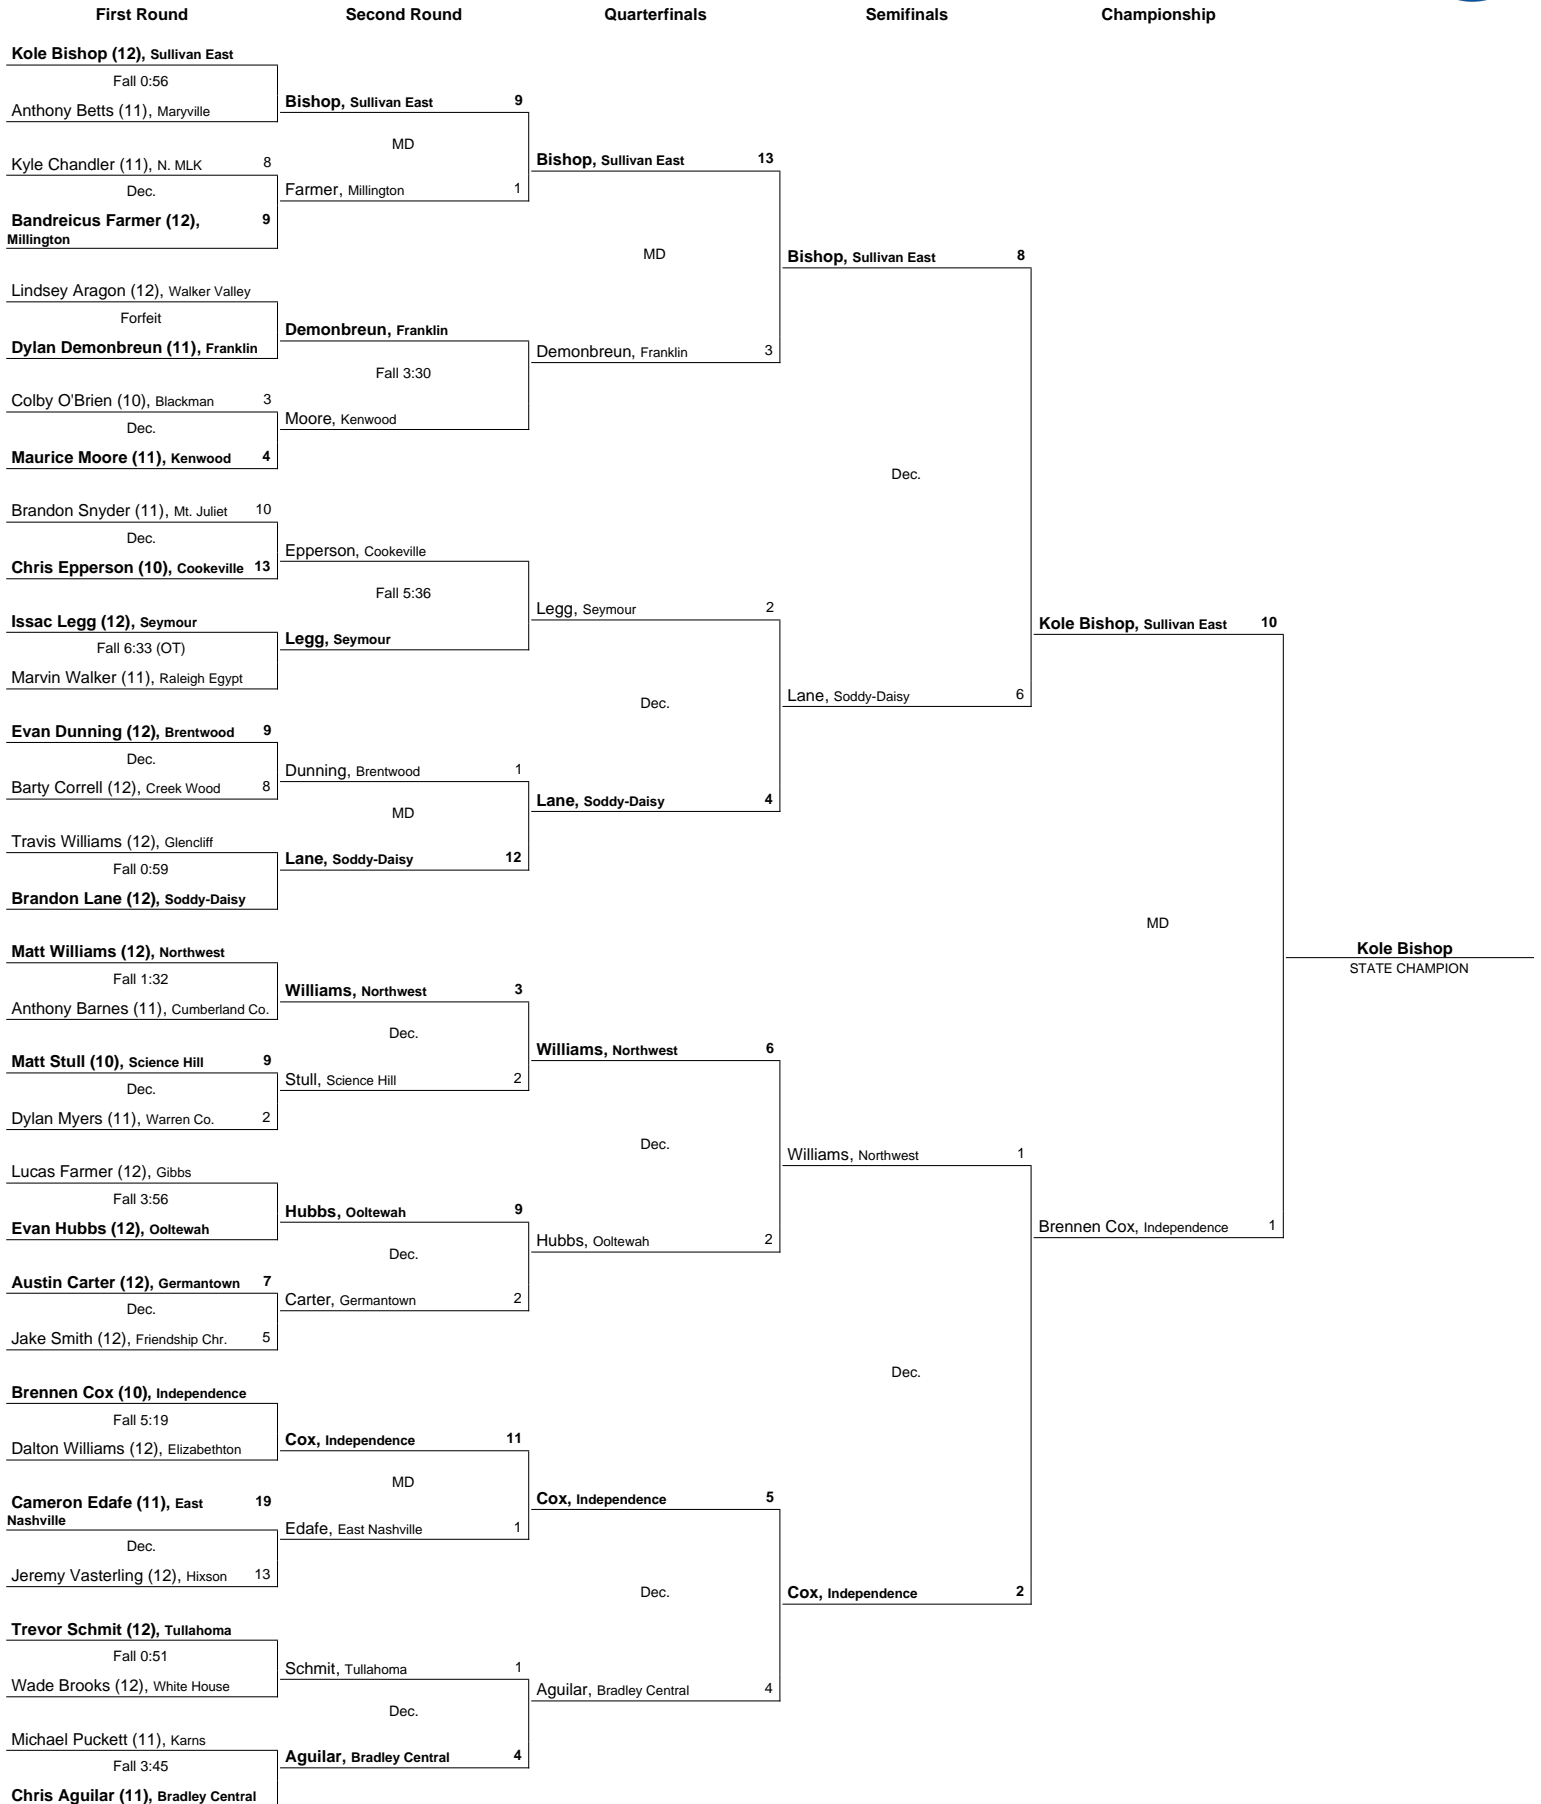 First Round
Second Round
Quarterfinals
Semifinals
Championship
Kole Bishop (12), Sullivan East
Fall 0:56
Anthony Betts (11), Maryville
Kyle Chandler (11), N. MLK 8
Dec.
Bandreicus Farmer (12), 9
Millington
Lindsey Aragon (12), Walker Valley
Forfeit
Dylan Demonbreun (11), Franklin
Colby O'Brien (10), Blackman 3
Dec.
Maurice Moore (11), Kenwood 4
Brandon Snyder (11), Mt. Juliet 10
Dec.
Chris Epperson (10), Cookeville 13
Issac Legg (12), Seymour
Fall 6:33 (OT)
Marvin Walker (11), Raleigh Egypt
Evan Dunning (12), Brentwood 9
Dec.
Barty Correll (12), Creek Wood 8
Travis Williams (12), Glencliff
Fall 0:59
Brandon Lane (12), Soddy-Daisy
Matt Williams (12), Northwest
Fall 1:32
Anthony Barnes (11), Cumberland Co.
Matt Stull (10), Science Hill 9
Dec.
Dylan Myers (11), Warren Co. 2
Lucas Farmer (12), Gibbs
Fall 3:56
Evan Hubbs (12), Ooltewah
Austin Carter (12), Germantown 7
Dec.
Jake Smith (12), Friendship Chr. 5
Brennen Cox (10), Independence
Fall 5:19
Dalton Williams (12), Elizabethton
Cameron Edafe (11), East 19
Nashville
Dec.
Jeremy Vasterling (12), Hixson 13
Trevor Schmit (12), Tullahoma
Fall 0:51
Wade Brooks (12), White House
Michael Puckett (11), Karns
Fall 3:45
Chris Aguilar (11), Bradley Central
Bishop, Sullivan East 9
MD
Farmer, Millington 1
Demonbreun, Franklin
Fall 3:30
Moore, Kenwood
Epperson, Cookeville
Fall 5:36
Legg, Seymour
Dunning, Brentwood 1
MD
Lane, Soddy-Daisy 12
Williams, Northwest 3
Dec.
Stull, Science Hill 2
Hubbs, Ooltewah 9
Dec.
Carter, Germantown 2
Cox, Independence 11
MD
Edafe, East Nashville 1
Schmit, Tullahoma 1
Dec.
Aguilar, Bradley Central 4
Bishop, Sullivan East 13
MD
Demonbreun, Franklin 3
Legg, Seymour 2
Dec.
Lane, Soddy-Daisy 4
Williams, Northwest 6
Dec.
Hubbs, Ooltewah 2
Cox, Independence 5
Dec.
Aguilar, Bradley Central 4
Bishop, Sullivan East 8
Dec.
Lane, Soddy-Daisy 6
Williams, Northwest 1
Dec.
Cox, Independence 2
Kole Bishop, Sullivan East 10
MD
Brennen Cox, Independence 1
Kole Bishop
STATE CHAMPION